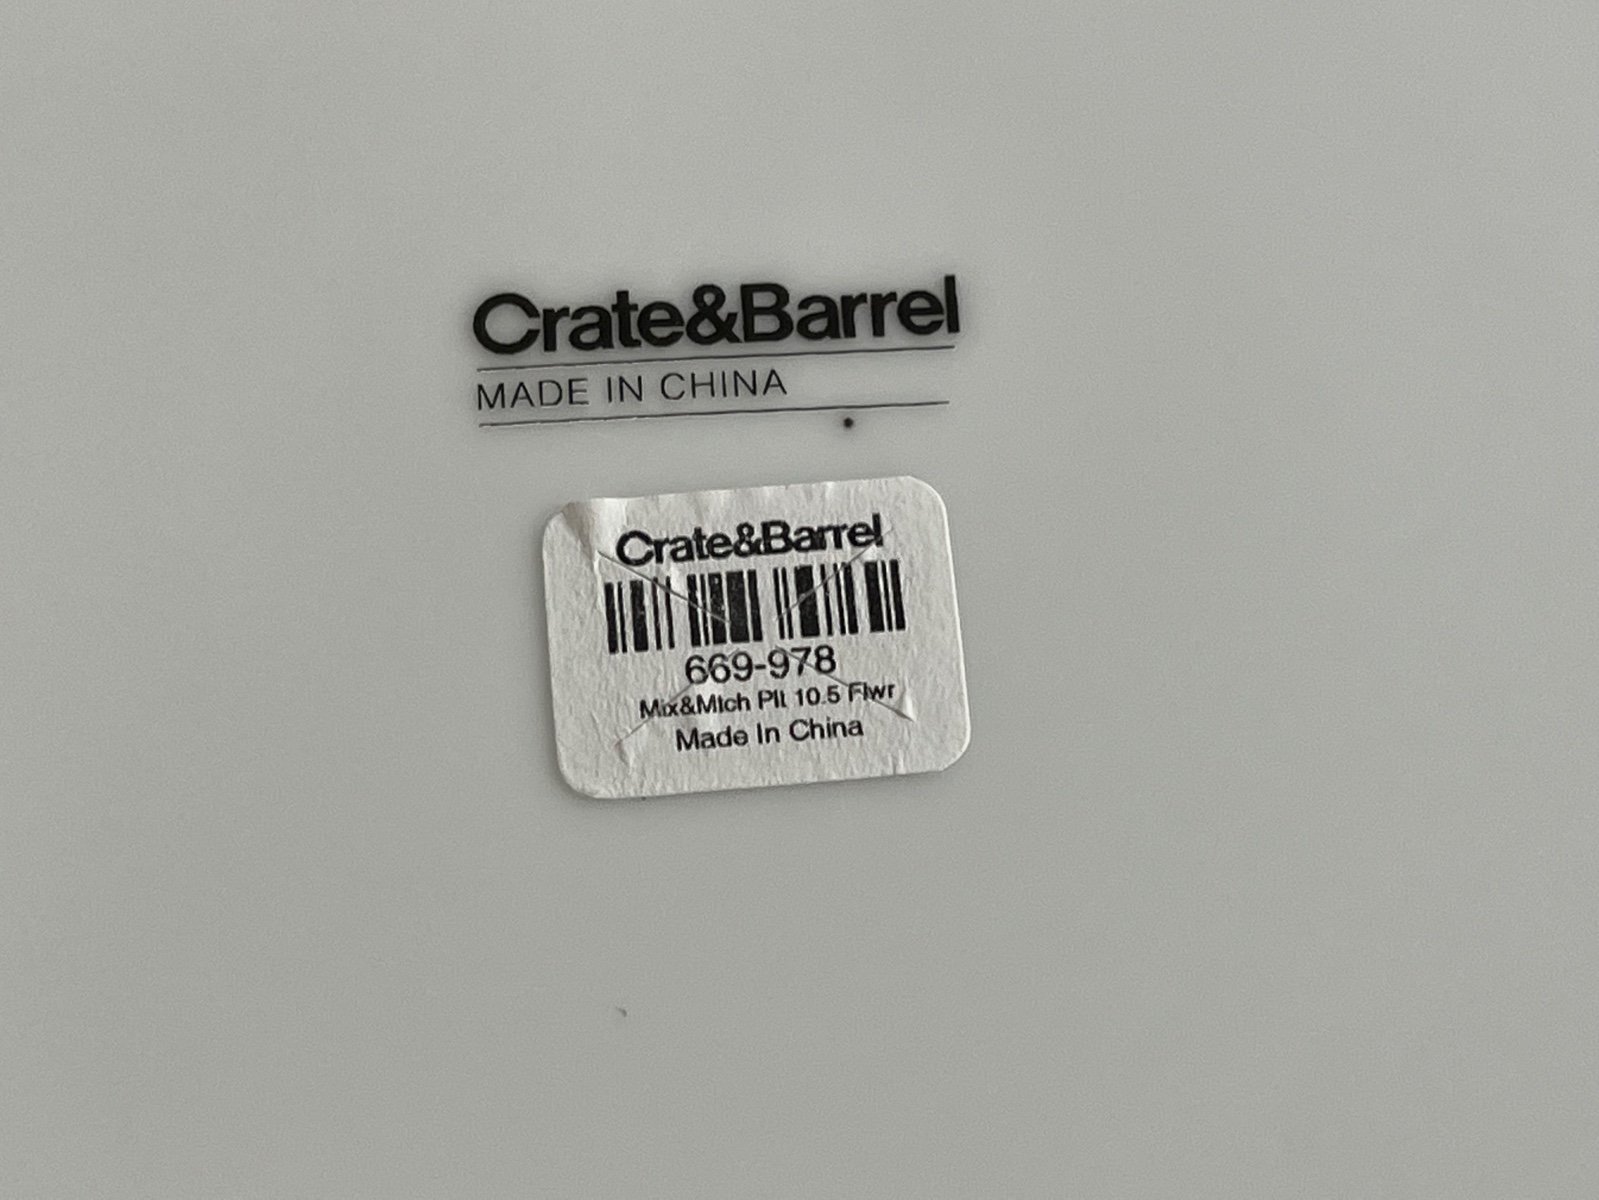 Crate&Barrel
MADE IN CHINA
Crate&Barrel
669-978
Mix&Mtch Plt 10.5 Flwr
Made In China